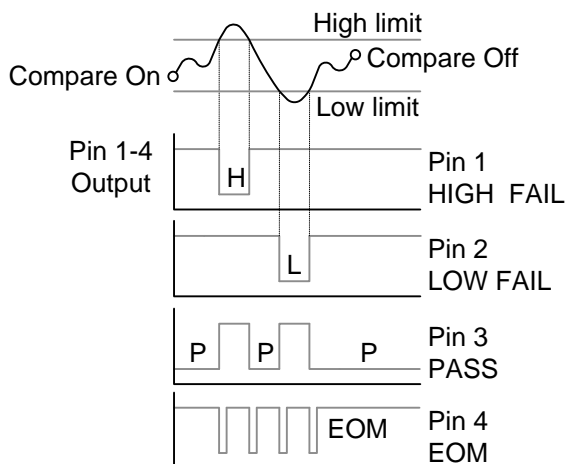 High limit
Compare On
Compare Off
Low limit
Pin 1-4
Output
H
Pin 1
HIGH FAIL
L
Pin 2
LOW FAIL
P
P
P
Pin 3
PASS
EOM
Pin 4
EOM